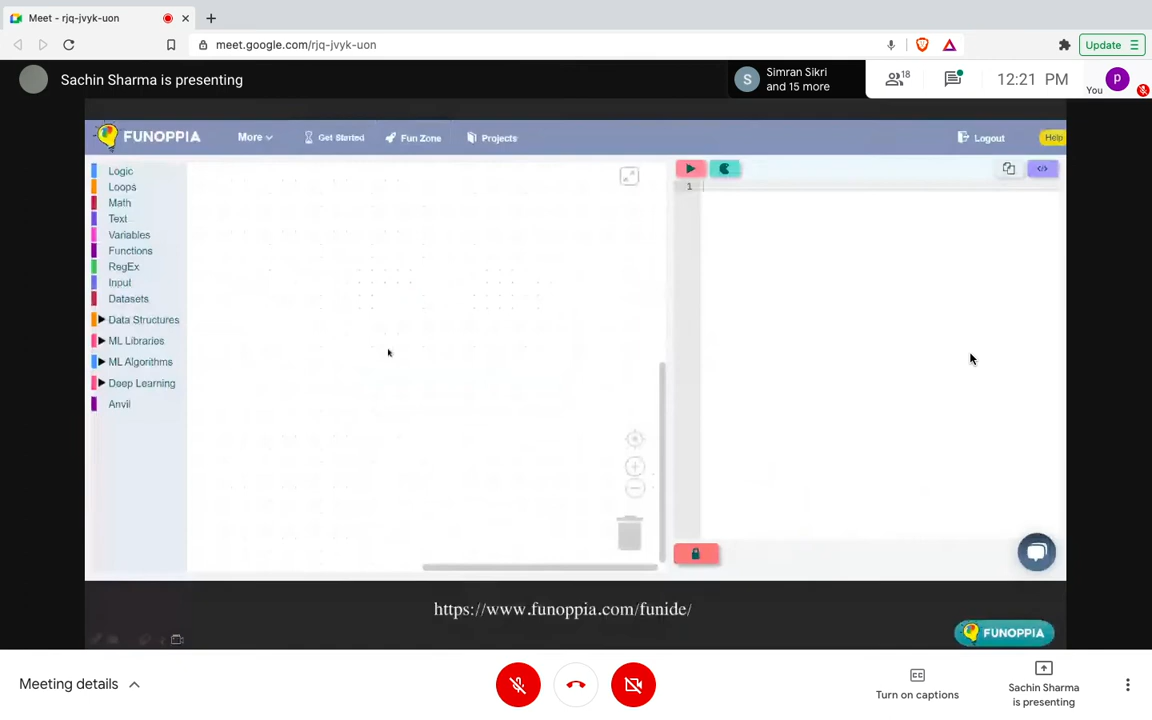 Meet - rjq-jvyk-uon
meet.google.com/rjq-jvyk-uon
Update
Sachin Sharma is presenting
S
Simran Sikri
and 15 more
18
12:21 PM
You
P
FUNOPPIA
More
Get Started
Fun Zone
Projects
Logout
Help
Logic
Loops
Math
Text
Variables
Functions
RegEx
Input
Datasets
Data Structures
ML Libraries
ML Algorithms
Deep Learning
Anvil
1
</>
https://www.funoppia.com/funide/
FUNOPPIA
Meeting details
CC
Turn on captions
Sachin Sharma
is presenting